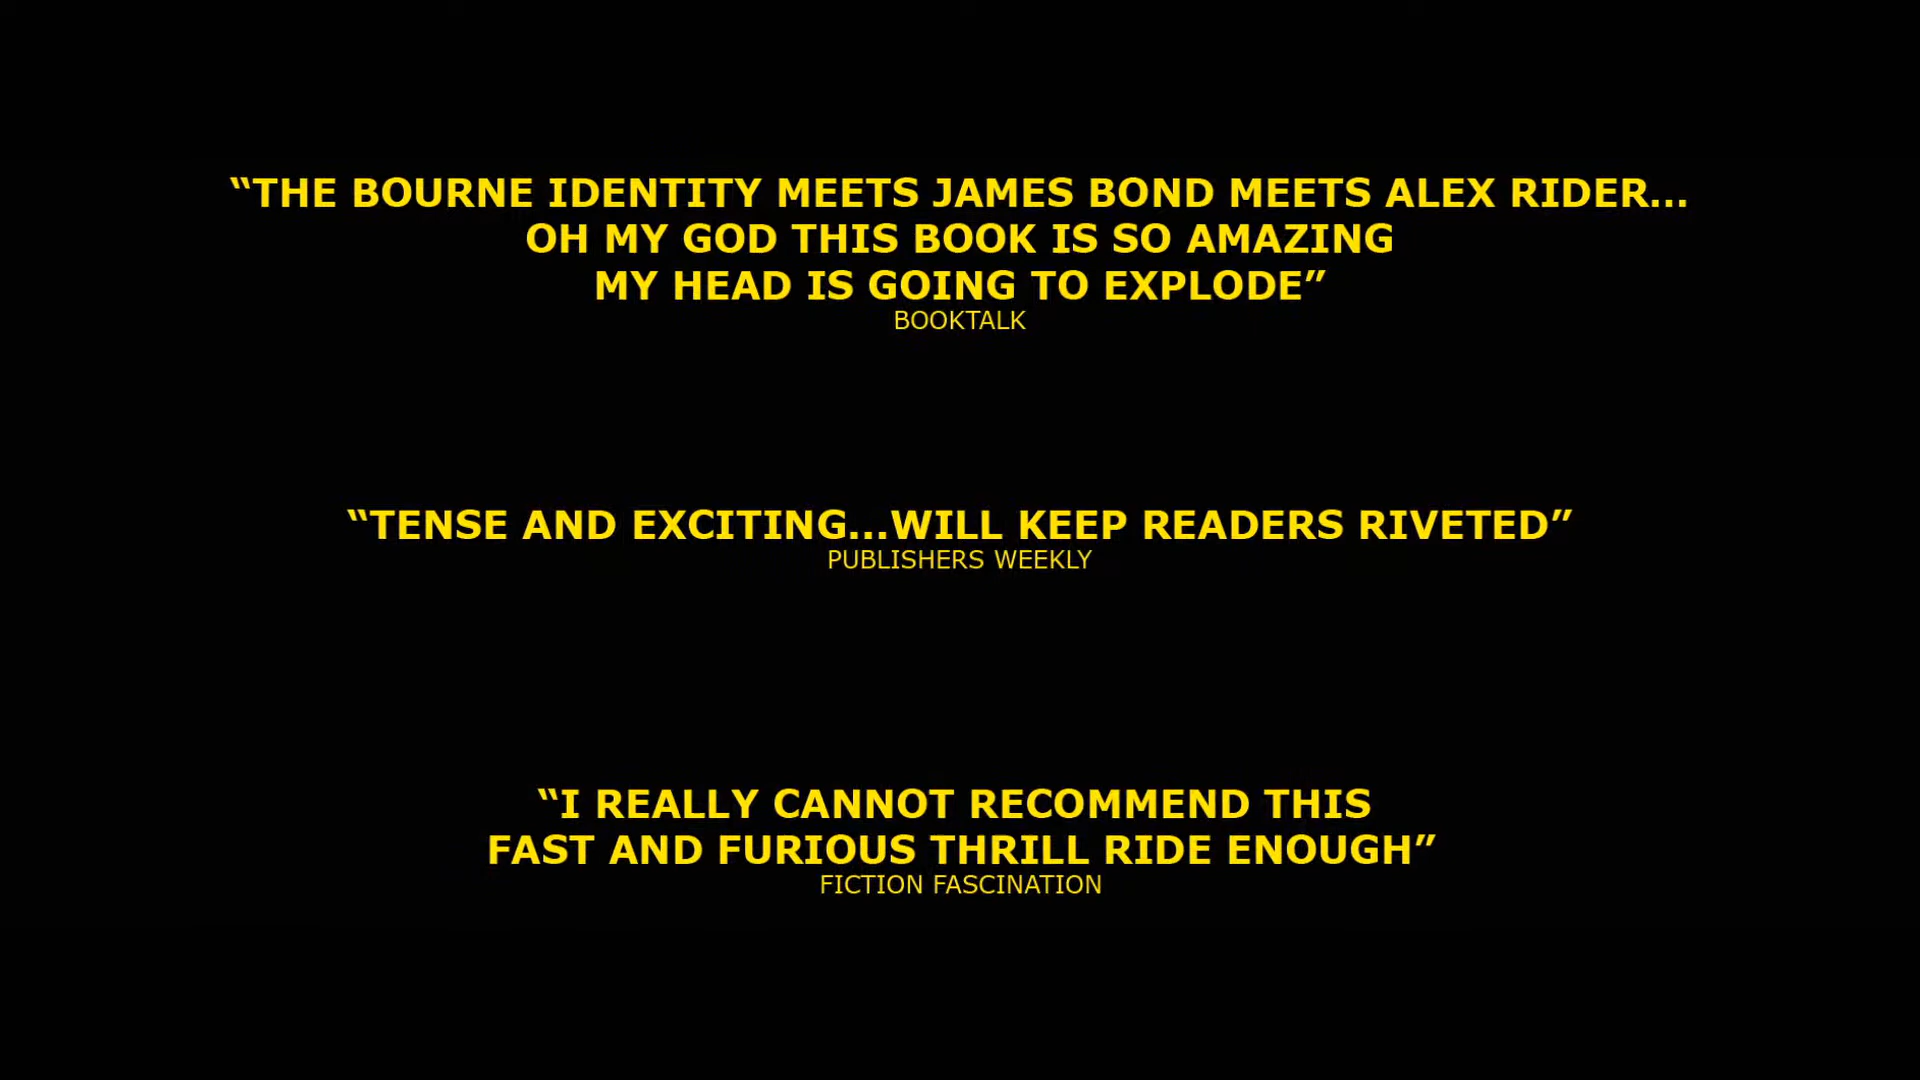 “THE BOURNE IDENTITY MEETS JAMES BOND MEETS ALEX RIDER...
OH MY GOD THIS BOOK IS SO AMAZING
MY HEAD IS GOING TO EXPLODE”
BOOKTALK
“TENSE AND EXCITING...WILL KEEP READERS RIVETED”
PUBLISHERS WEEKLY
“I REALLY CANNOT RECOMMEND THIS
FAST AND FURIOUS THRILL RIDE ENOUGH”
FICTION FASCINATION